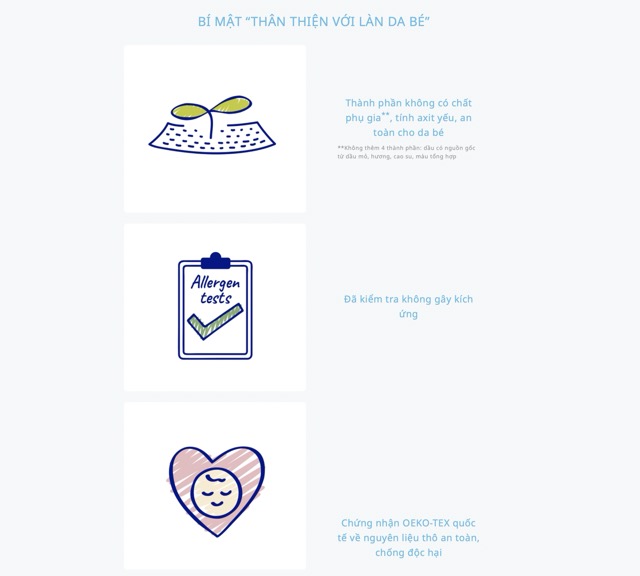 BÍ MẬT “THÂN THIỆN VỚI LÀN DA BÉ”
Thành phần không có chất
phụ gia**, tính axit yếu, an
toàn cho da bé
**Không thêm 4 thành phần: dầu có nguồn gốc
từ dầu mỏ, hương, cao su, màu tổng hợp
Allergen
tests
Đã kiểm tra không gây kích
ứng
Chứng nhận OEKO-TEX quốc
tế về nguyên liệu thô an toàn,
chống độc hại